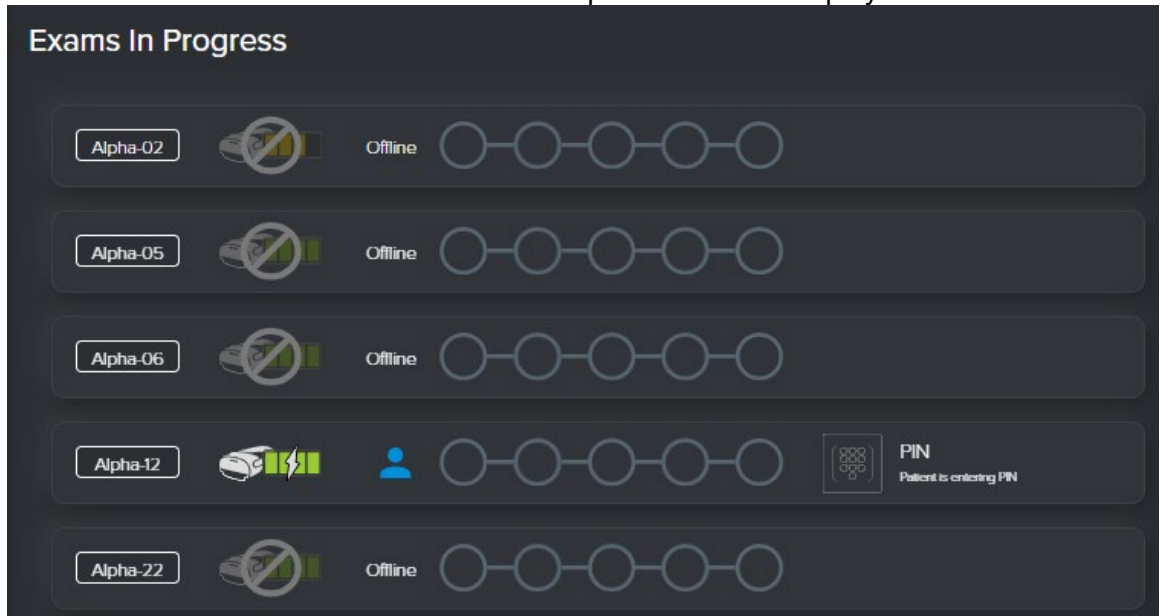 Exams In Progress
Alpha-02 Offline
Alpha-05 Offline
Alpha-06 Offline
Alpha-12 PIN
Patient is entering PIN
Alpha-22 Offline